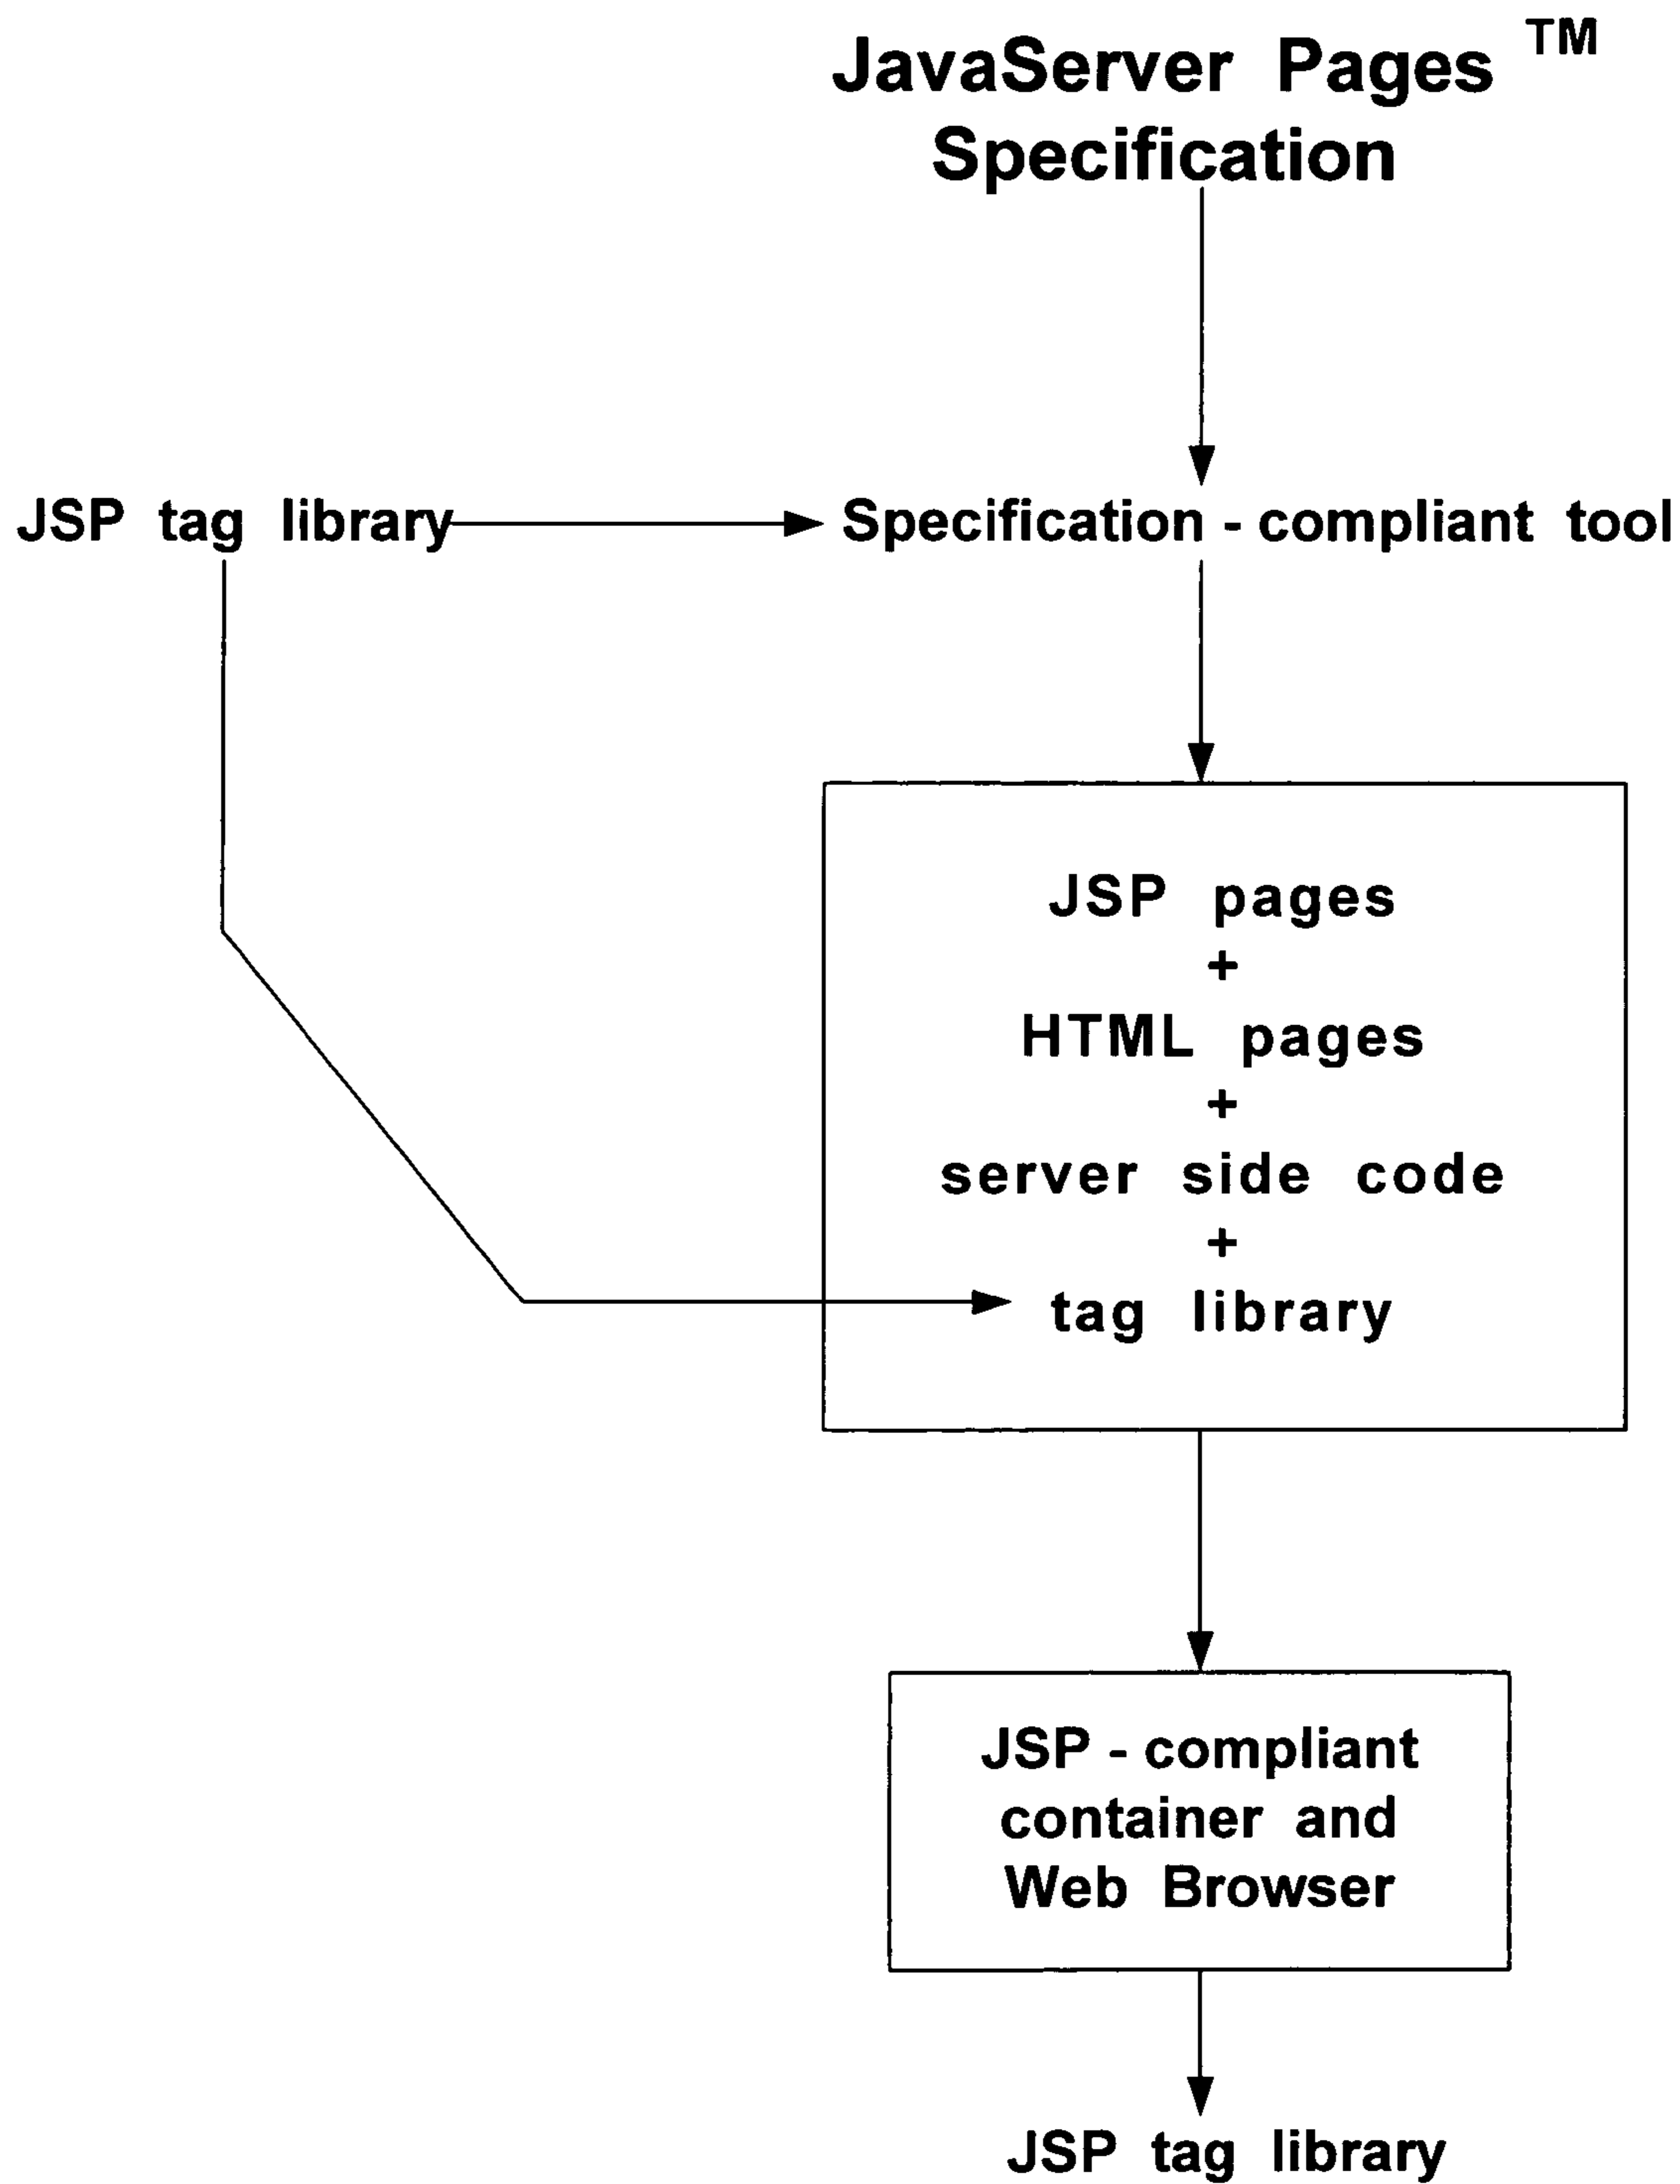 JavaServer Pages TM
Specification
JSP tag library
Specification - compliant tool
JSP pages
+
HTML pages
+
server side code
+
tag library
JSP - compliant
container and
Web Browser
JSP tag library